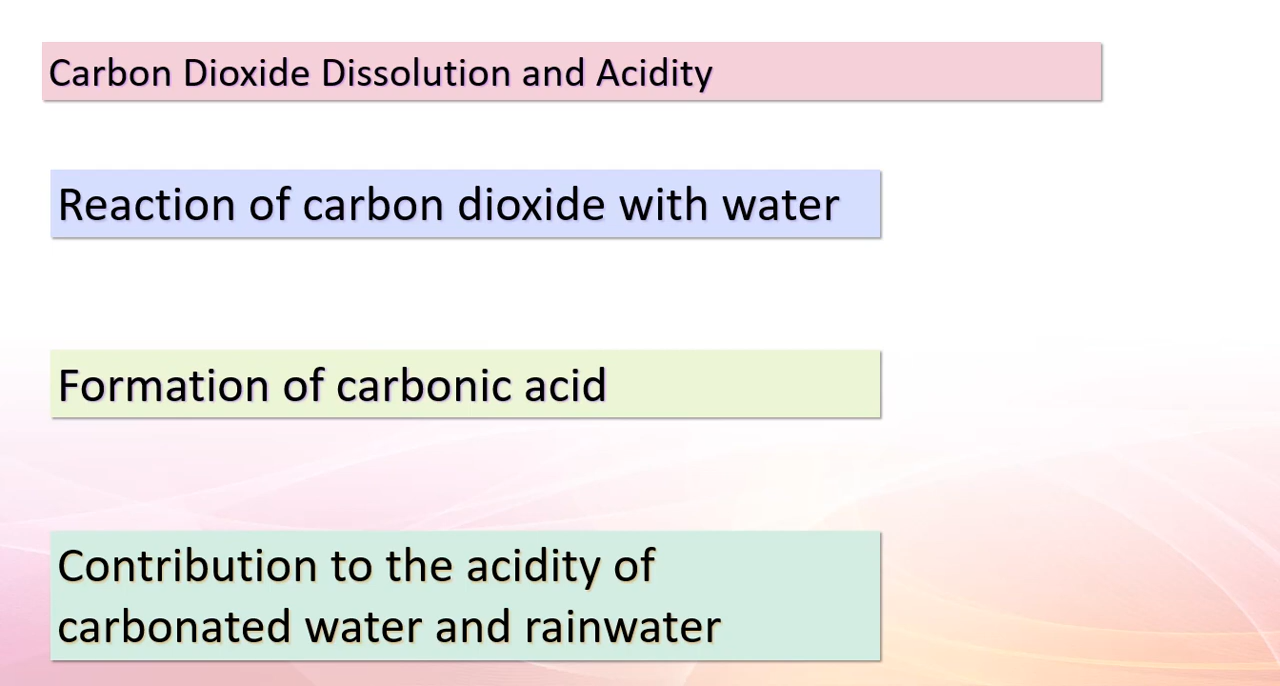 Carbon Dioxide Dissolution and Acidity
Reaction of carbon dioxide with water
Formation of carbonic acid
Contribution to the acidity of
carbonated water and rainwater